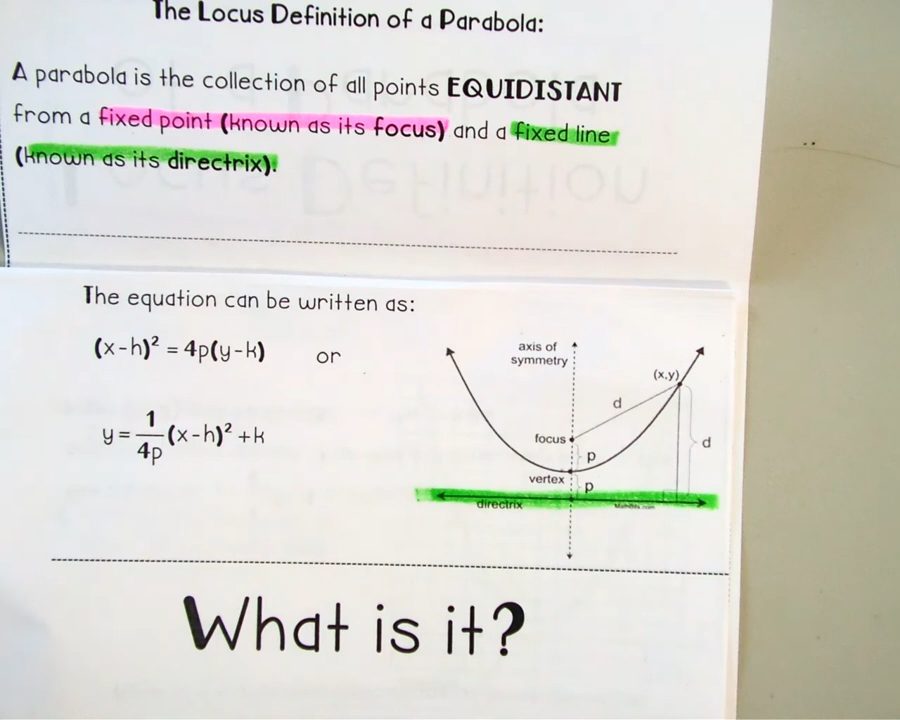 The Locus Definition of a Parabola:
A parabola is the collection of all points EQUIDISTANT
from a fixed point (known as its focus) and a fixed line
(known as its directrix).
The equation can be written as:
(x-h)² = 4p(y-k) or
y = 1/4p (x-h)² + k
axis of
symmetry
(x,y)
d
focus
d
p
vertex
p
directrix
What is it?